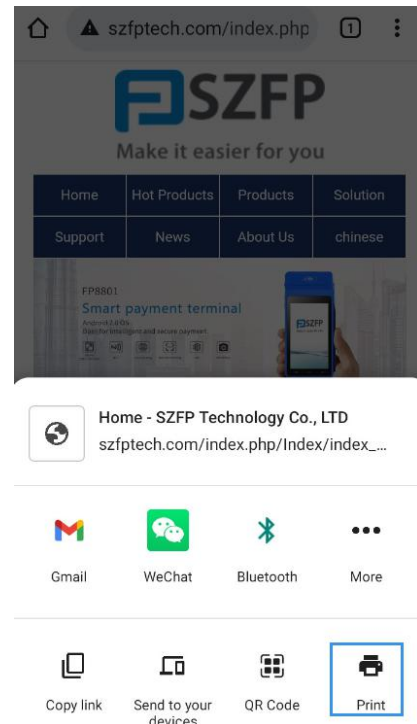 szfptech.com/index.php
1
SZFP
Make it easier for you
Home Hot Products Products Solution
Support News About Us chinese
FP8801
Smart payment terminal
SZFP
Home - SZFP Technology Co., LTD
szfptech.com/index.php/Index/index_...
Gmail WeChat Bluetooth More
Copy link Send to your devices QR Code Print